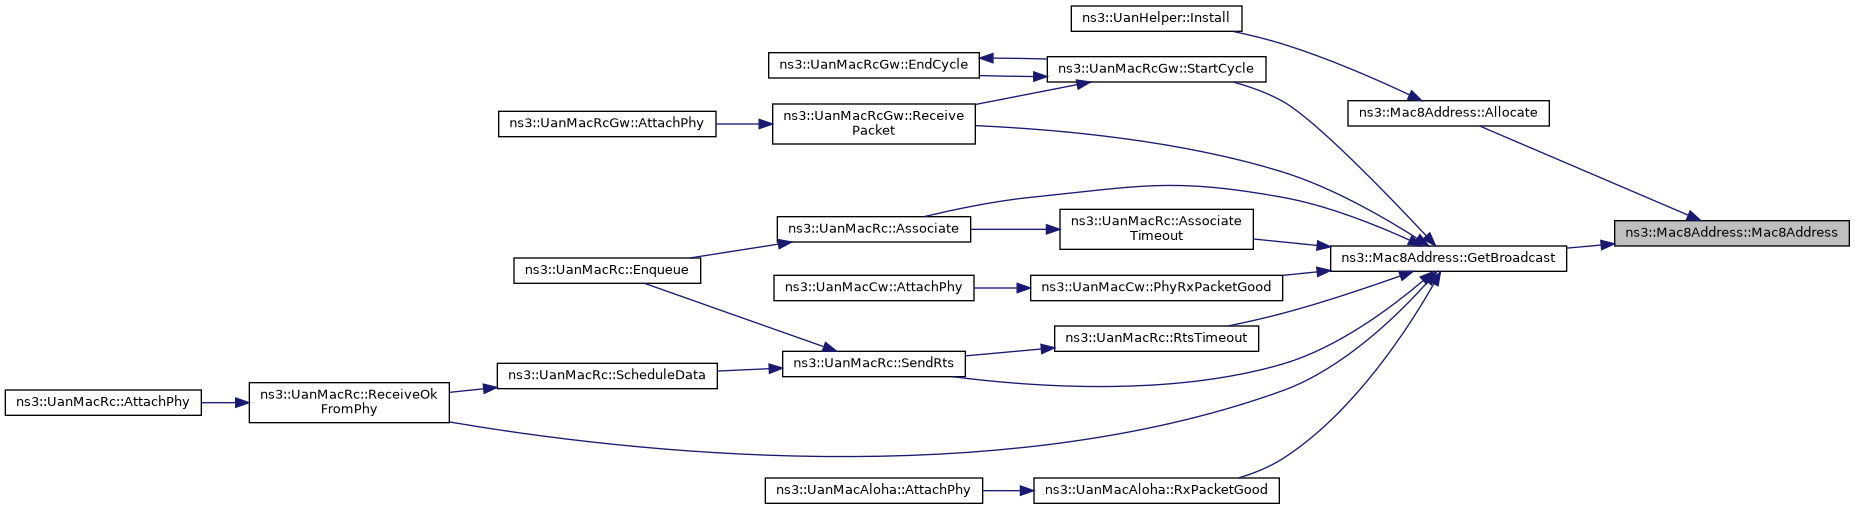 ns3::UanHelper::Install
ns3::UanMacRcGw::EndCycle
ns3::UanMacRcGw::StartCycle
ns3::Mac8Address::Allocate
ns3::UanMacRcGw::AttachPhy
ns3::UanMacRcGw::Receive
Packet
ns3::UanMacRc::Associate
ns3::UanMacRc::Associate
Timeout
ns3::Mac8Address::Mac8Address
ns3::Mac8Address::GetBroadcast
ns3::UanMacRc::Enqueue
ns3::UanMacCw::AttachPhy
ns3::UanMacCw::PhyRxPacketGood
ns3::UanMacRc::RtsTimeout
ns3::UanMacRc::SendRts
ns3::UanMacRc::ScheduleData
ns3::UanMacRc::AttachPhy
ns3::UanMacRc::ReceiveOk
FromPhy
ns3::UanMacAloha::AttachPhy
ns3::UanMacAloha::RxPacketGood